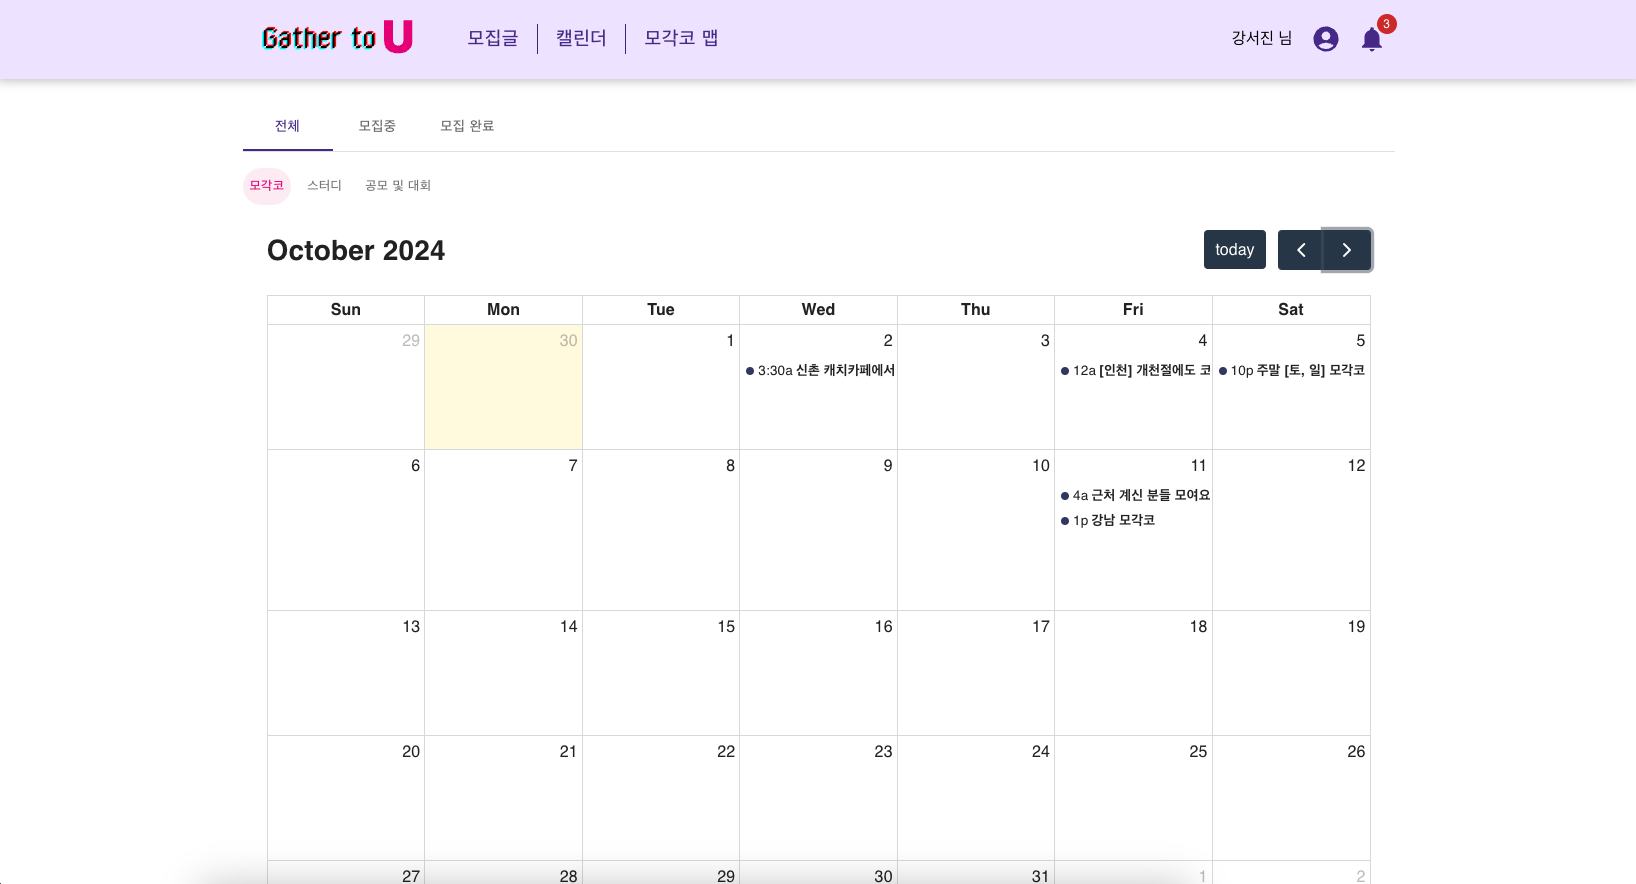 Gather to U 모집글 캘린더 모각코 맵 강서진 님 3
전체 모집중 모집 완료
모각코 스터디 공모 및 대회
October 2024 today
Sun Mon Tue Wed Thu Fri Sat
29 30 1 2 3 4 5
3:30a 신촌 캐치카페에서 12a [인천] 개천절에도 코 10p 주말 [토, 일] 모각코
6 7 8 9 10 11 12
4a 근처 계신 분들 모여요
1p 강남 모각코
13 14 15 16 17 18 19
20 21 22 23 24 25 26
27 28 29 30 31 1 2